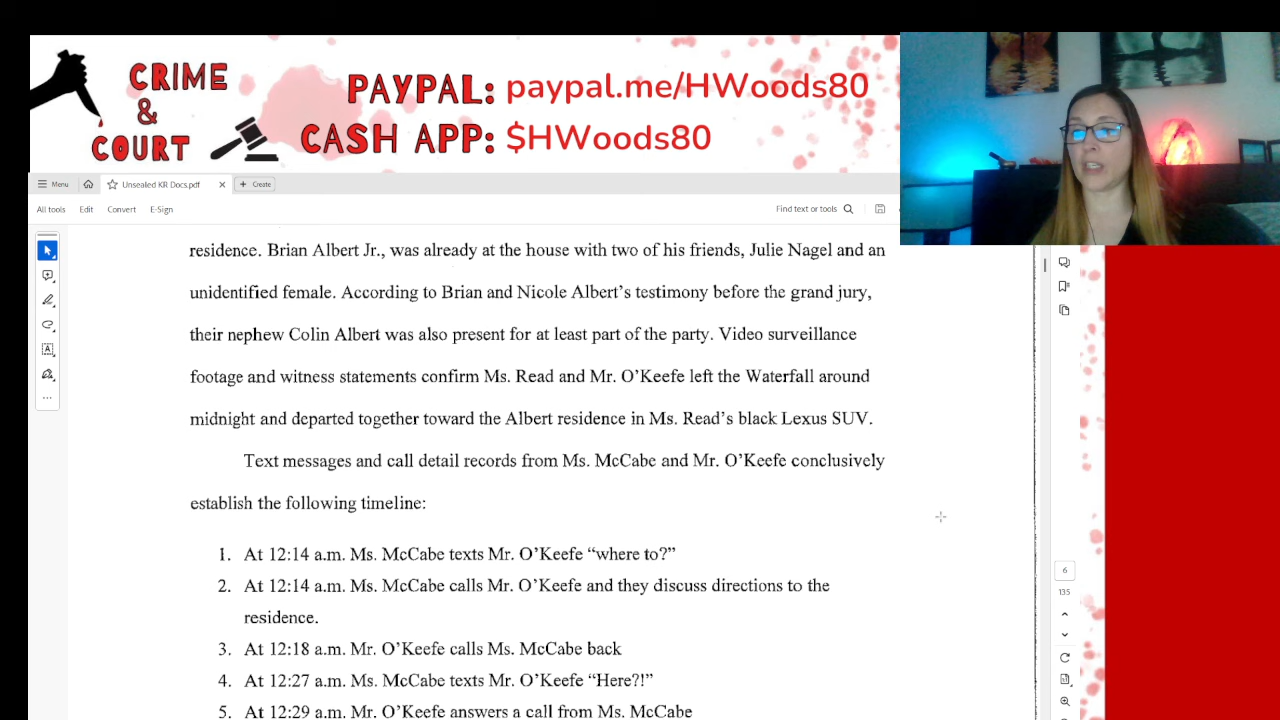 CRIME
&
COURT
PAYPAL: paypal.me/HWoods80
CASH APP: $HWoods80
Menu
Unsealed KR Docs.pdf
Create
All tools Edit Convert E-Sign
Find text or tools
residence. Brian Albert Jr., was already at the house with two of his friends, Julie Nagel and an
unidentified female. According to Brian and Nicole Albert's testimony before the grand jury,
their nephew Colin Albert was also present for at least part of the party. Video surveillance
footage and witness statements confirm Ms. Read and Mr. O'Keefe left the Waterfall around
midnight and departed together toward the Albert residence in Ms. Read's black Lexus SUV.
Text messages and call detail records from Ms. McCabe and Mr. O'Keefe conclusively
establish the following timeline:
1. At 12:14 a.m. Ms. McCabe texts Mr. O'Keefe "where to?"
2. At 12:14 a.m. Ms. McCabe calls Mr. O'Keefe and they discuss directions to the
residence.
3. At 12:18 a.m. Mr. O'Keefe calls Ms. McCabe back
4. At 12:27 a.m. Ms. McCabe texts Mr. O'Keefe "Here?!"
5. At 12:29 a.m. Mr. O'Keefe answers a call from Ms. McCabe
6
135